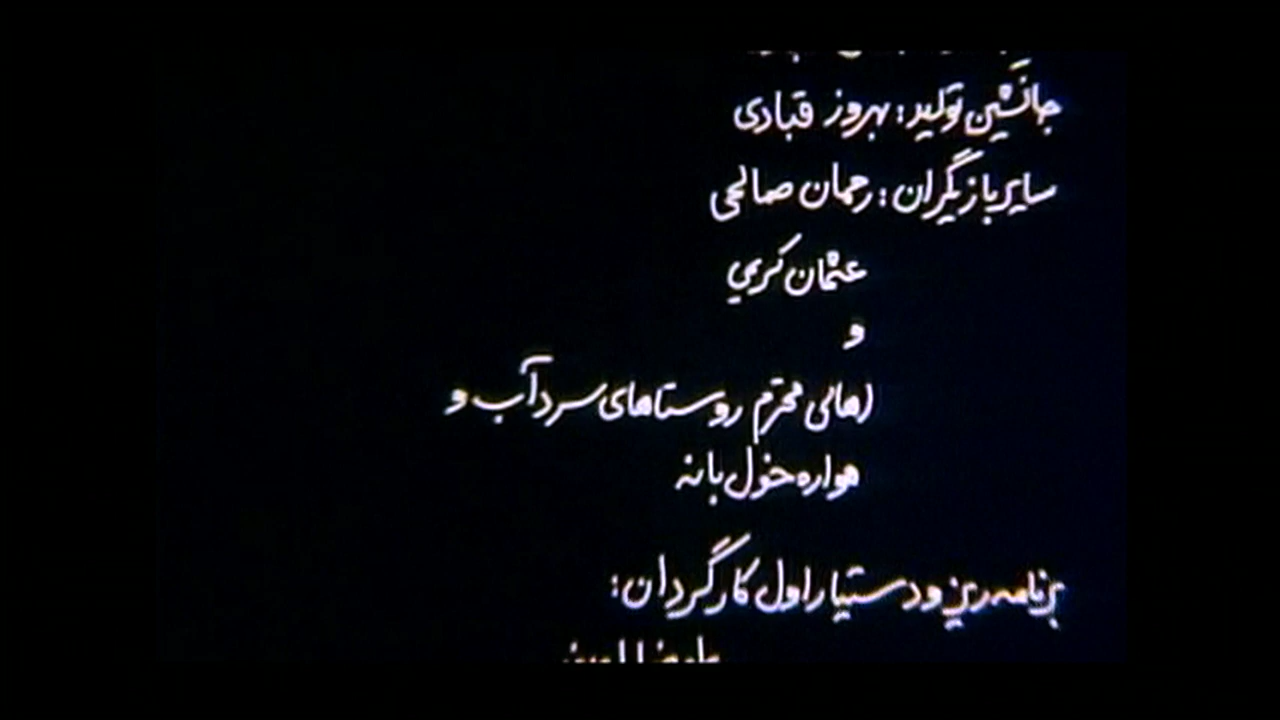 جانشین تولید: بهروز قبادی
سایر بازیگران: رحمان صالحی
عثمان کریمی
و
اهالی محترم روستاهای سردآب و
هواره خول بانه
برنامه ریز و دستیار اول کارگردان: